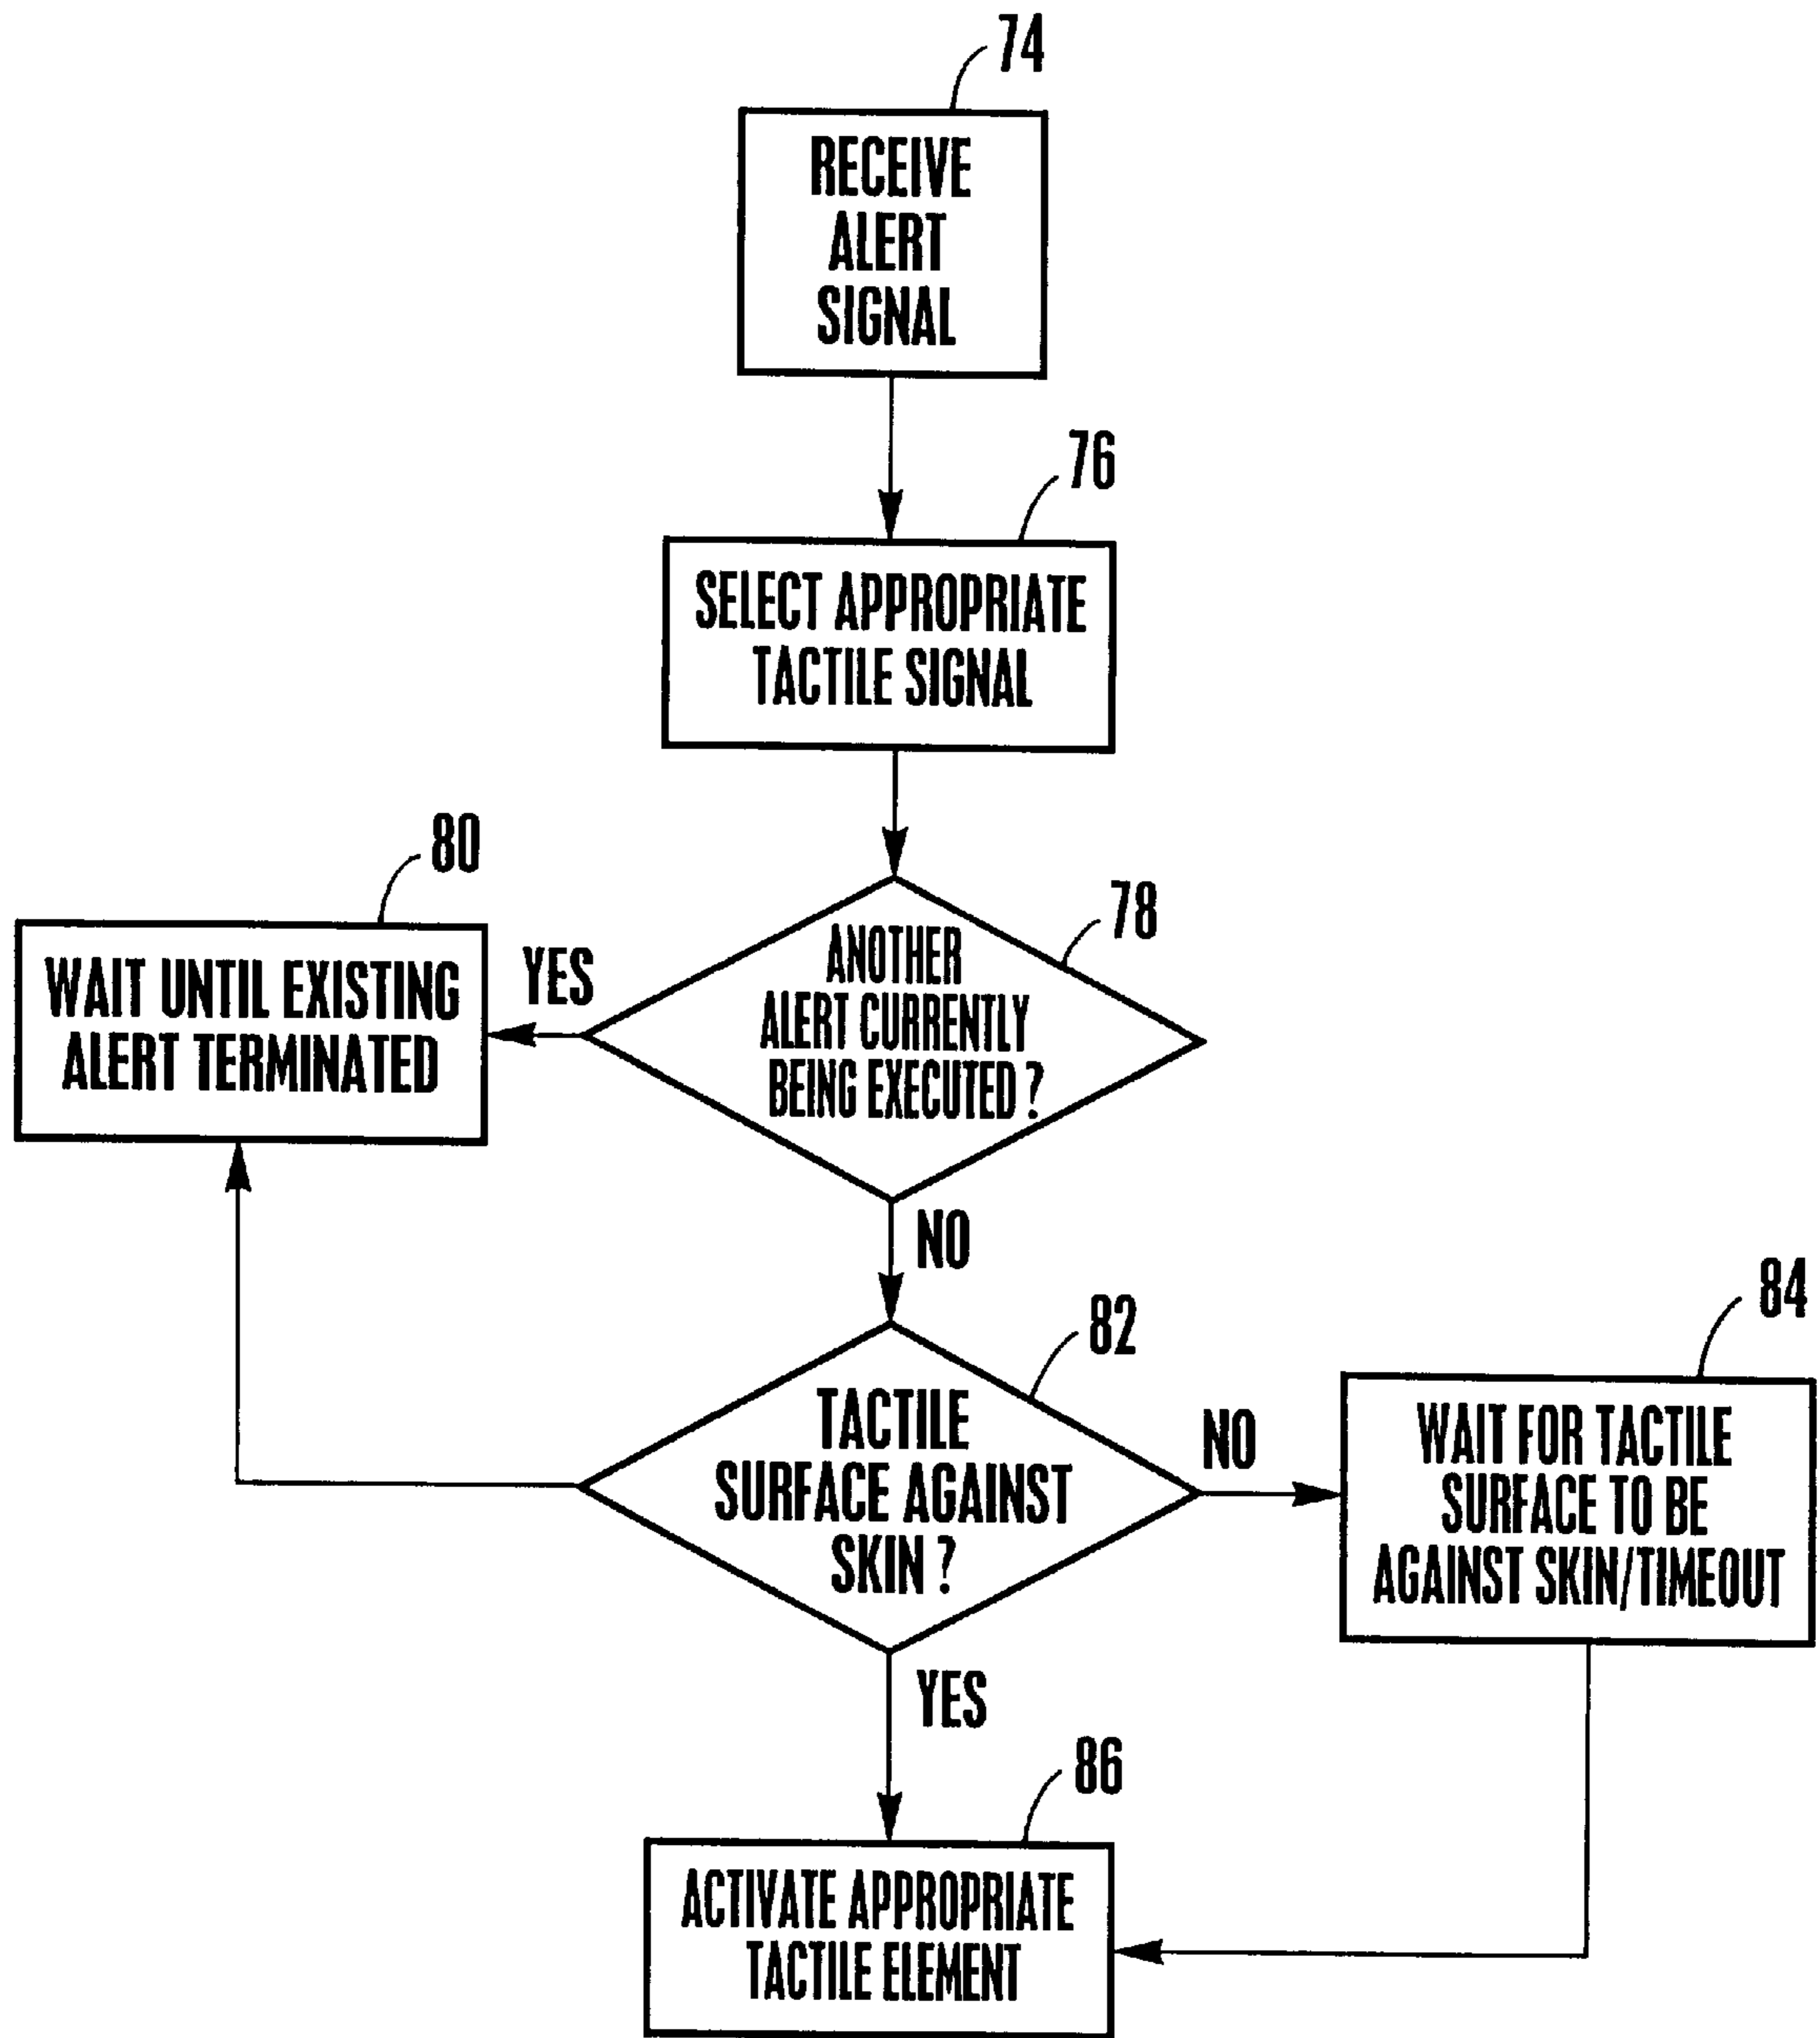 74
RECEIVE
ALERT
SIGNAL
76
SELECT APPROPRIATE
TACTILE SIGNAL
80
WAIT UNTIL EXISTING
ALERT TERMINATED
YES
78
ANOTHER
ALERT CURRENTLY
BEING EXECUTED ?
NO
82
TACTILE
SURFACE AGAINST
SKIN ?
NO
84
WAIT FOR TACTILE
SURFACE TO BE
AGAINST SKIN/TIMEOUT
YES
86
ACTIVATE APPROPRIATE
TACTILE ELEMENT